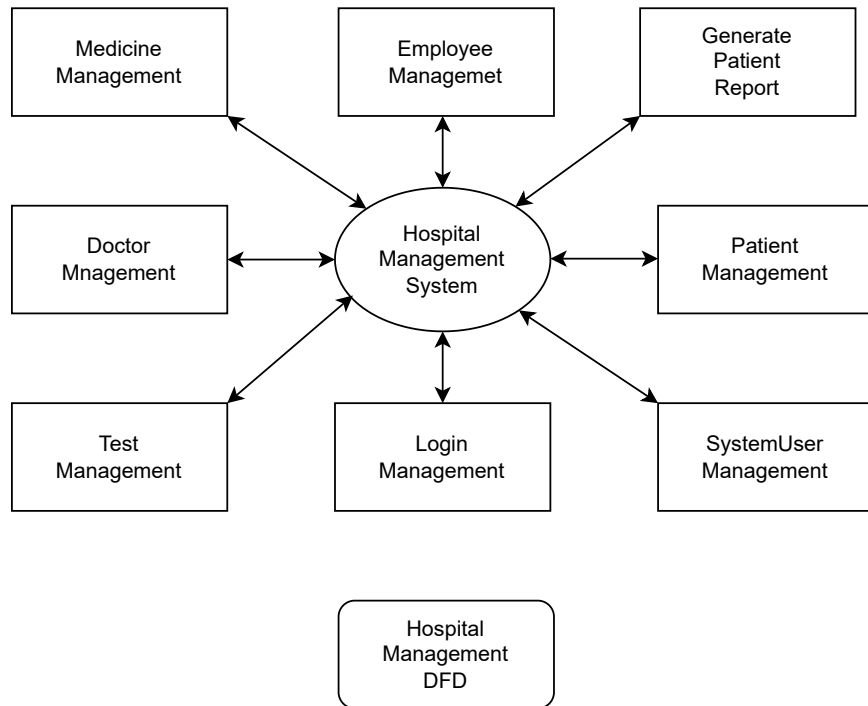 Medicine
Management
Employee
Managemet
Generate
Patient
Report
Doctor
Mnagement
Hospital
Management
System
Patient
Management
Test
Management
Login
Management
SystemUser
Management
Hospital
Management
DFD